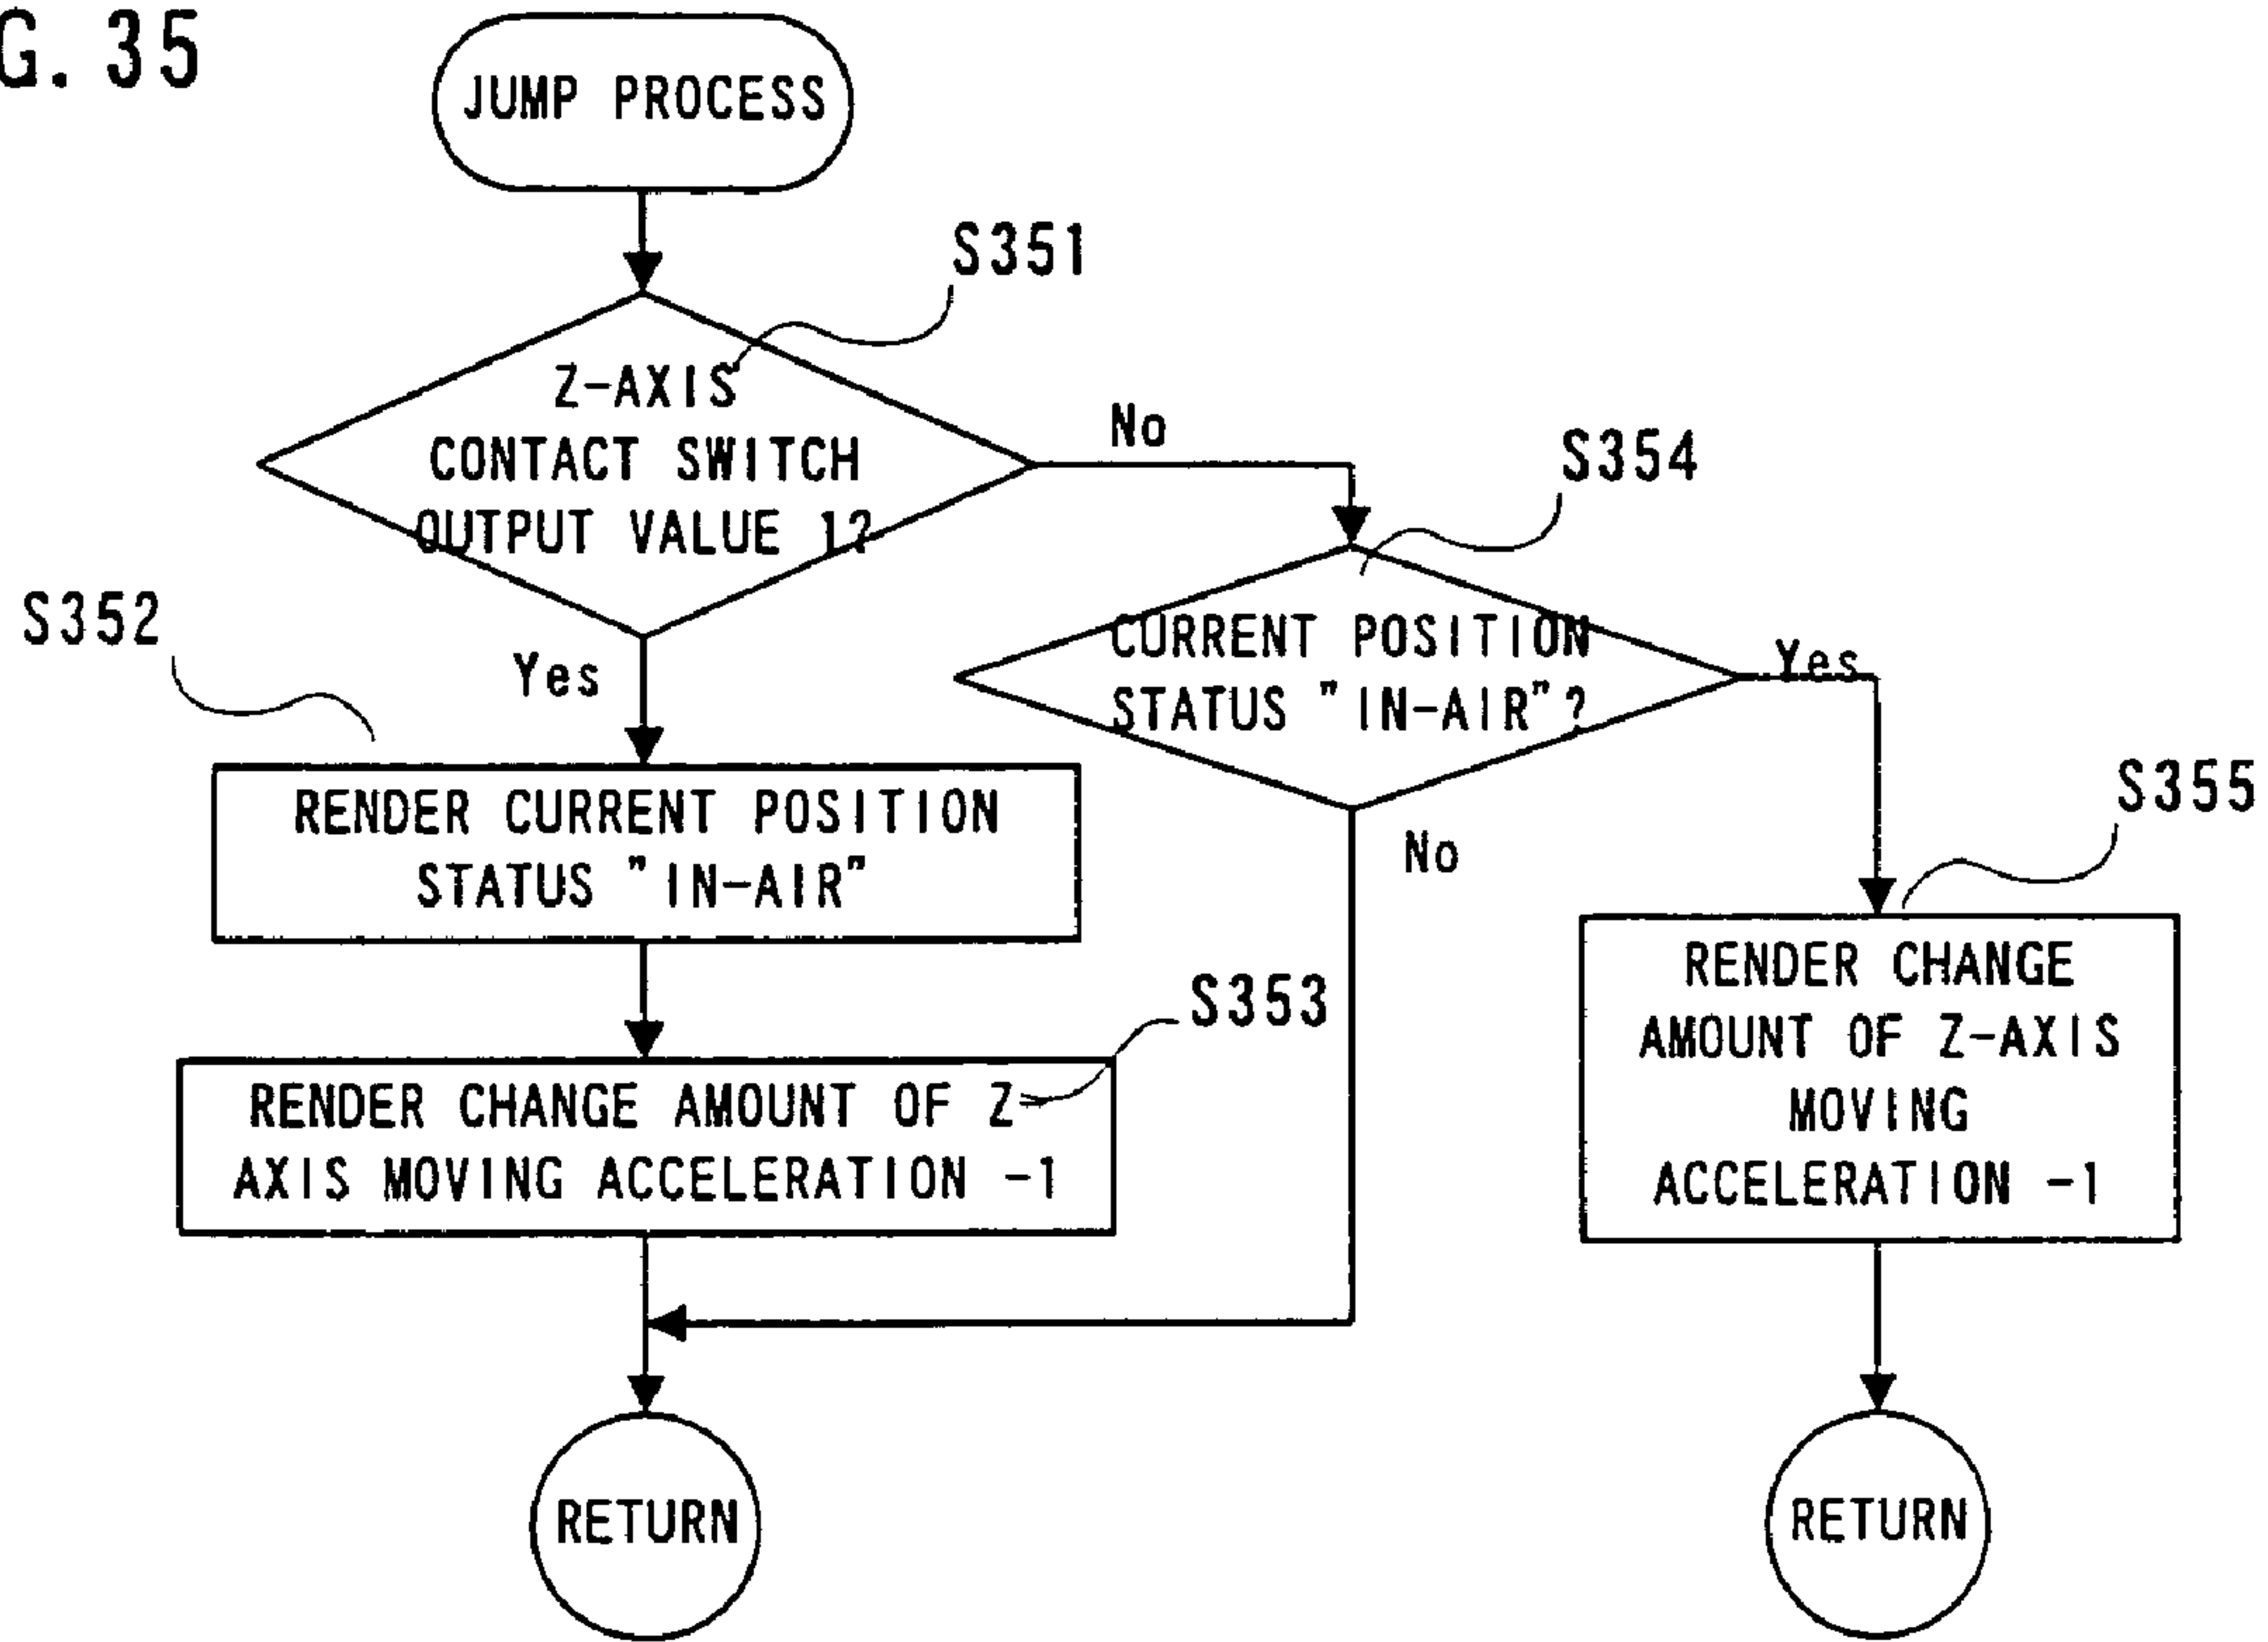 G. 35
JUMP PROCESS
S351
Z-AXIS
CONTACT SWITCH
OUTPUT VALUE 1?
No
Yes
S354
CURRENT POSITION
STATUS "IN-AIR"?
Yes
No
S352
RENDER CURRENT POSITION
STATUS "IN-AIR"
S353
RENDER CHANGE AMOUNT OF Z-
AXIS MOVING ACCELERATION -1
S355
RENDER CHANGE
AMOUNT OF Z-AXIS
MOVING
ACCELERATION -1
RETURN
RETURN